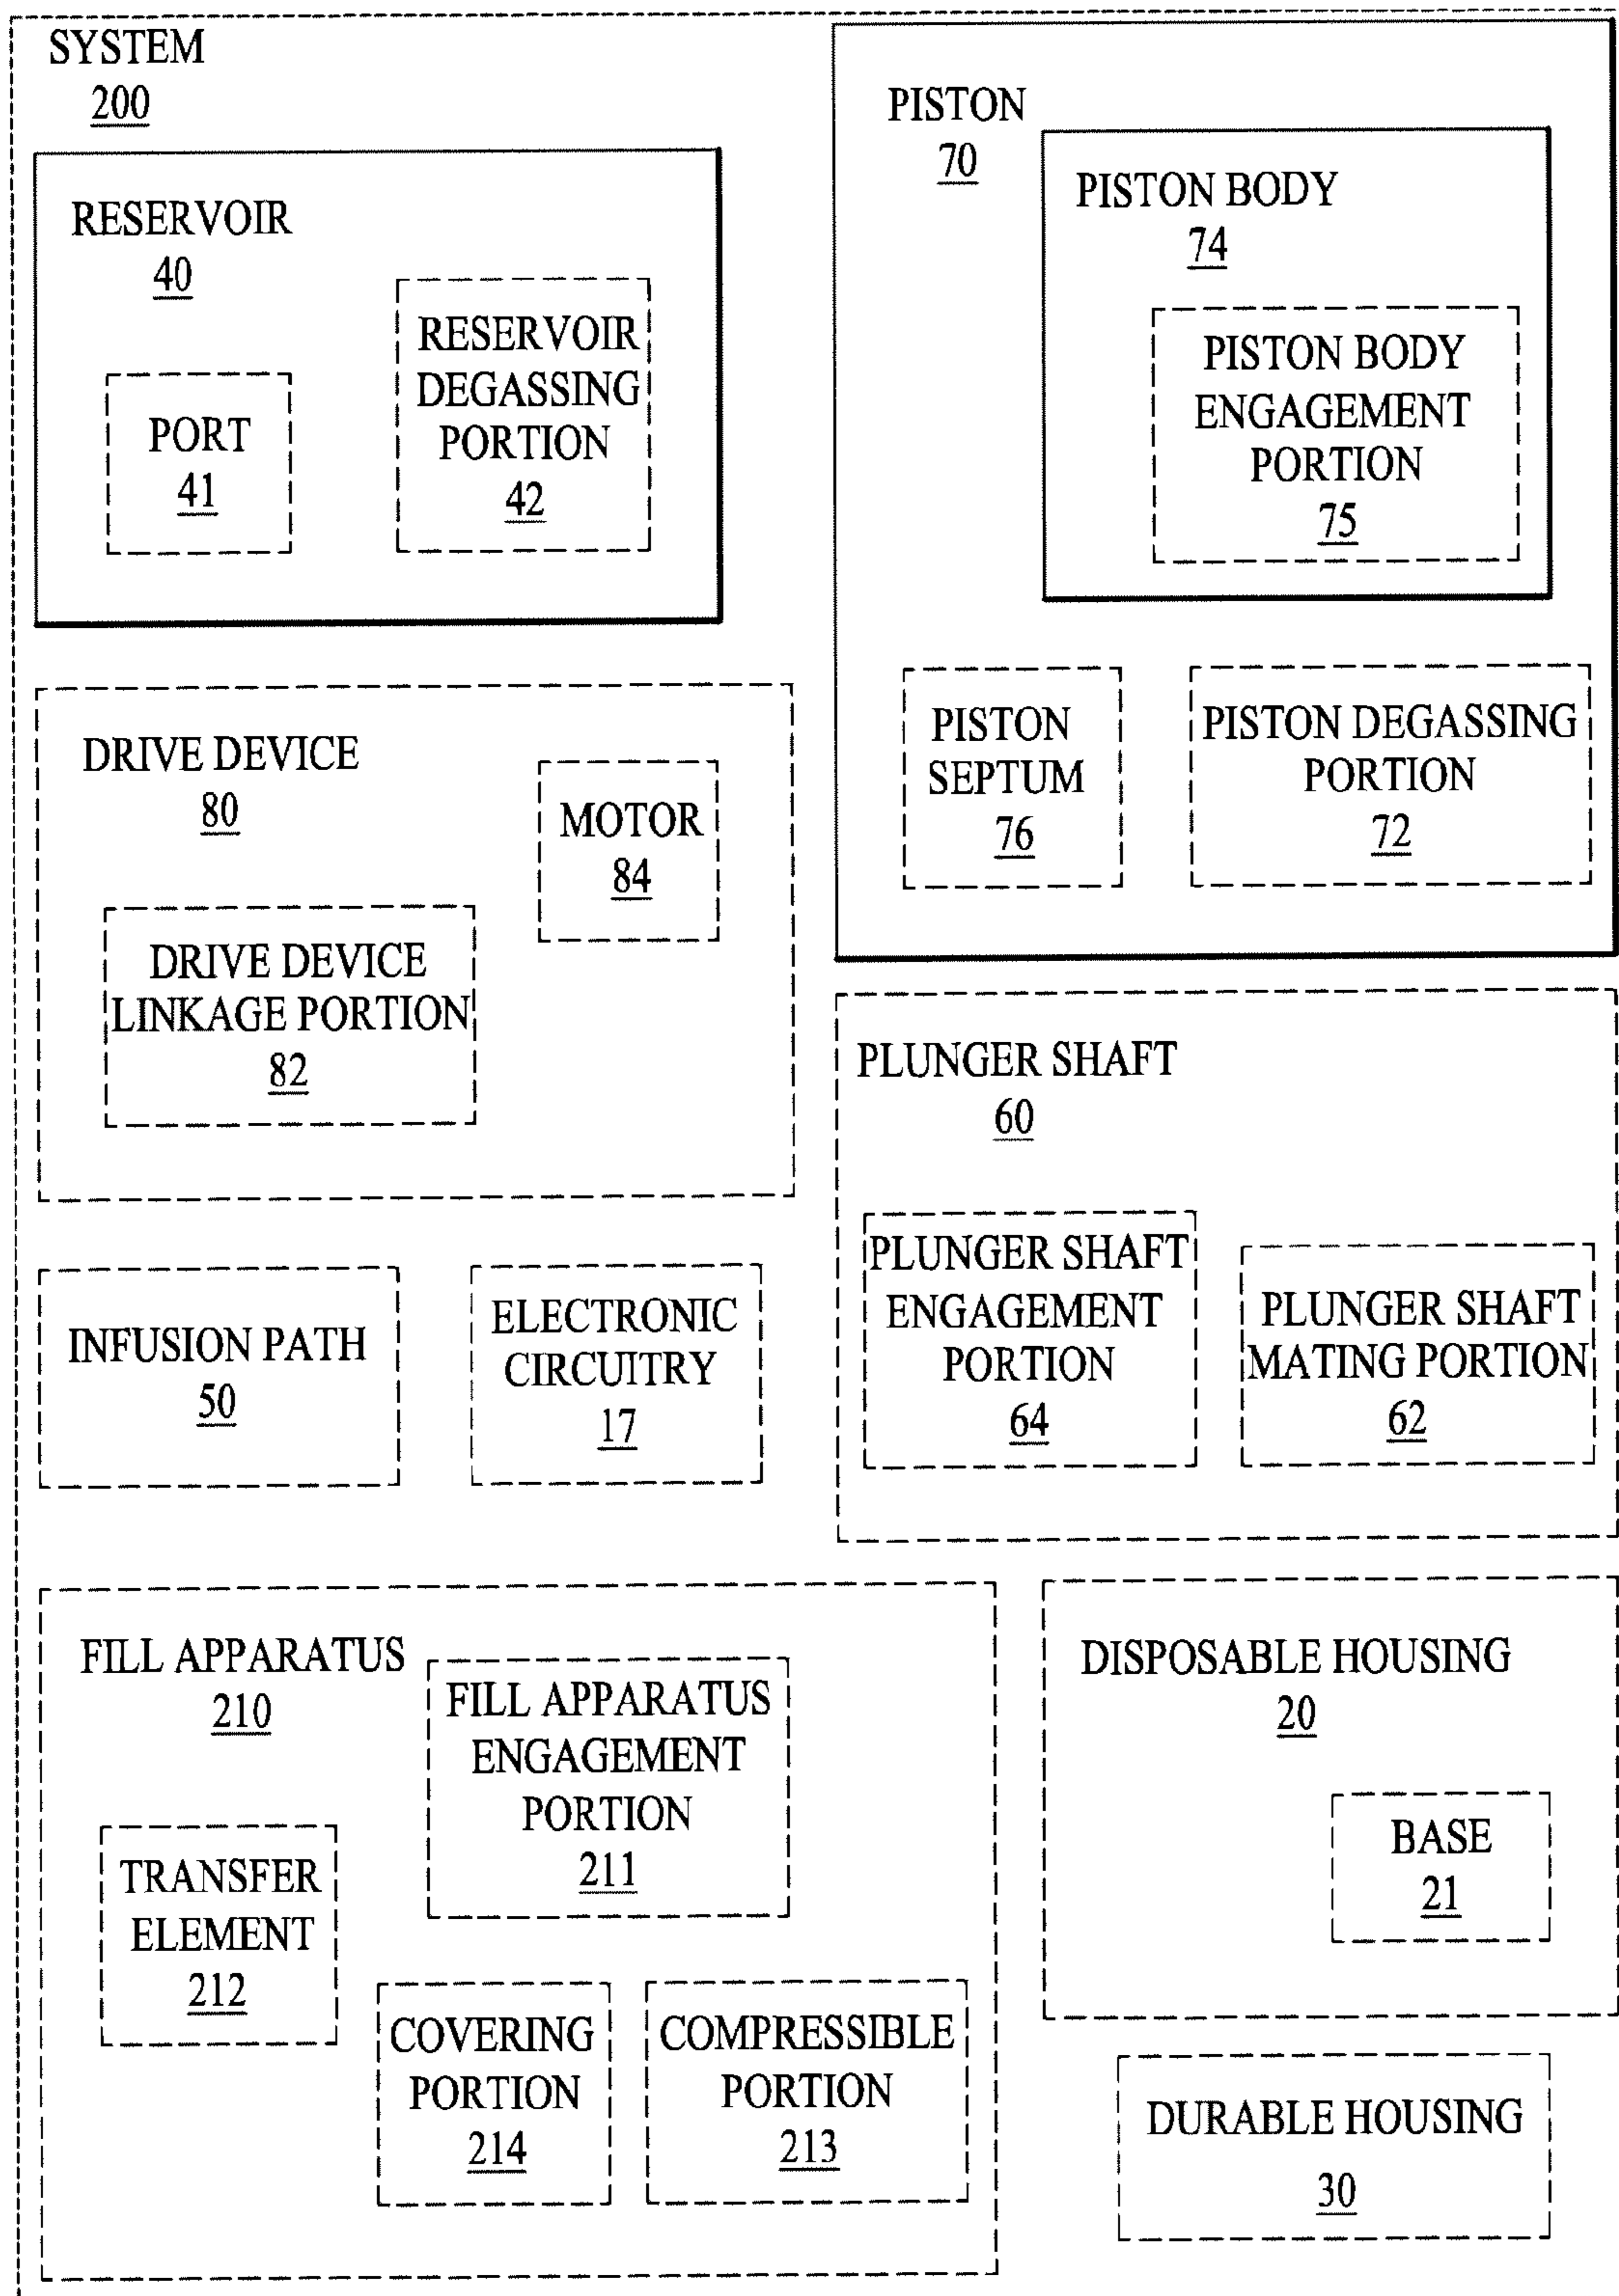 SYSTEM
200
RESERVOIR
40
PORT
41
RESERVOIR
DEGASSING
PORTION
42
PISTON
70
PISTON BODY
74
PISTON BODY
ENGAGEMENT
PORTION
75
PISTON
SEPTUM
76
PISTON DEGASSING
PORTION
72
DRIVE DEVICE
80
MOTOR
84
DRIVE DEVICE
LINKAGE PORTION
82
PLUNGER SHAFT
60
PLUNGER SHAFT
ENGAGEMENT
PORTION
64
PLUNGER SHAFT
MATING PORTION
62
INFUSION PATH
50
ELECTRONIC
CIRCUITRY
17
FILL APPARATUS
210
FILL APPARATUS
ENGAGEMENT
PORTION
211
TRANSFER
ELEMENT
212
COVERING
PORTION
214
COMPRESSIBLE
PORTION
213
DISPOSABLE HOUSING
20
BASE
21
DURABLE HOUSING
30